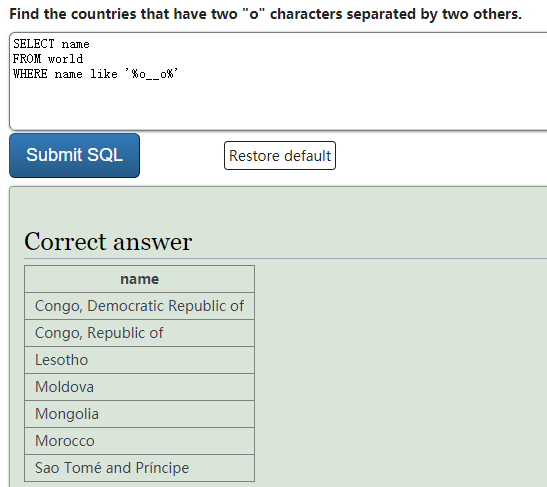 Find the countries that have two "o" characters separated by two others.
SELECT name
FROM world
WHERE name like '%o__o%'
Submit SQL
Restore default
Correct answer
name
Congo, Democratic Republic of
Congo, Republic of
Lesotho
Moldova
Mongolia
Morocco
Sao Tomé and Príncipe